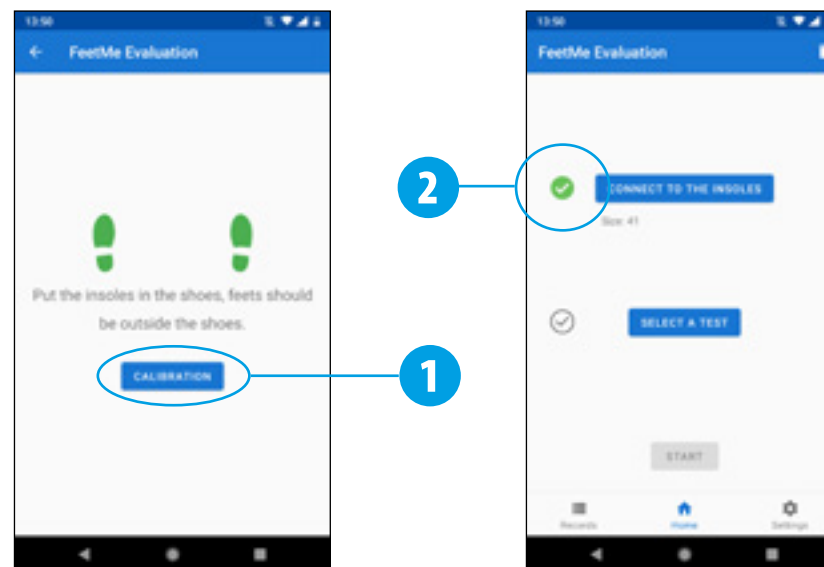 13:50
FeetMe Evaluation
Put the insoles in the shoes, feets should
be outside the shoes.
CALIBRATION
1
2
13:50
FeetMe Evaluation
CONNECT TO THE INSOLES
Size: 41
SELECT A TEST
START
Records
Home
Settings